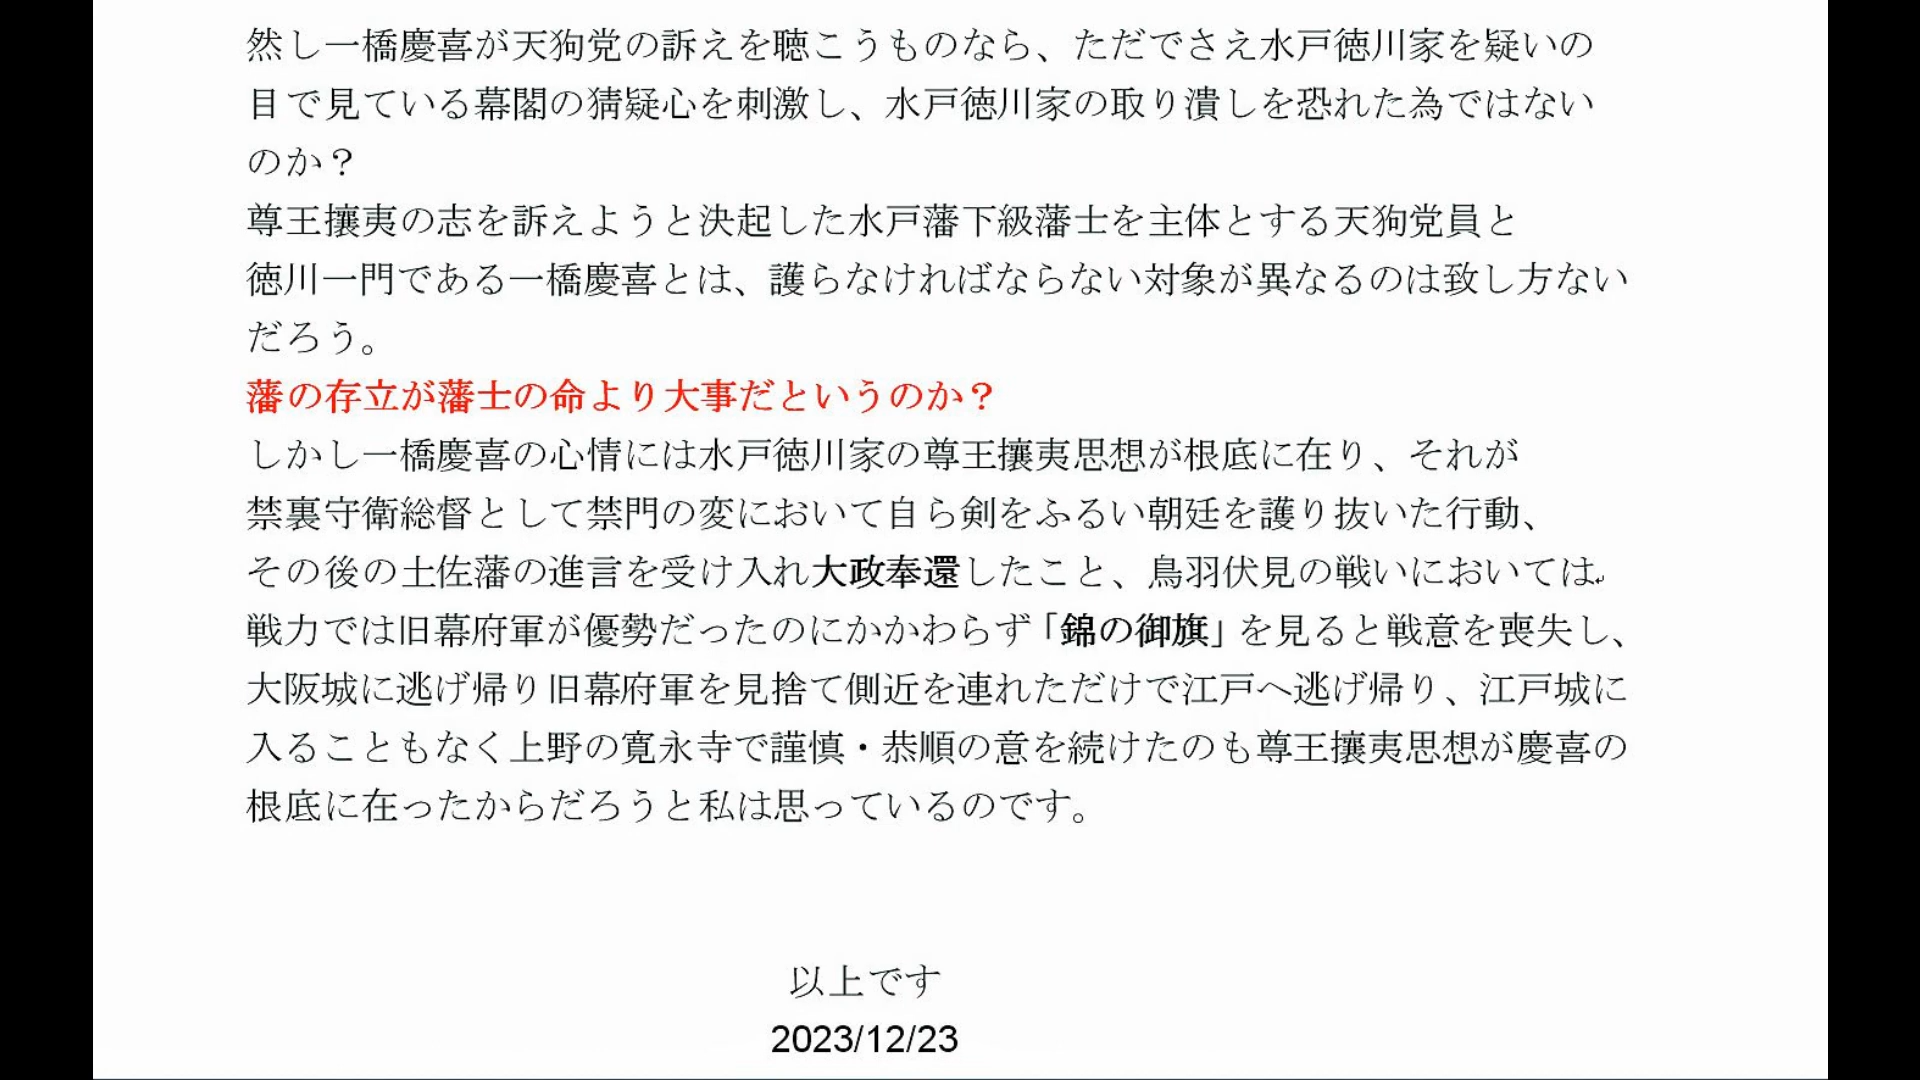 然し一橋慶喜が天狗党の訴えを聴こうものなら、ただでさえ水戸徳川家を疑いの
目で見ている幕閣の猜疑心を刺激し、水戸徳川家の取り潰しを恐れた為ではない
のか？
尊王攘夷の志を訴えようと決起した水戸藩下級藩士を主体とする天狗党員と
徳川一門である一橋慶喜とは、護らなければならない対象が異なるのは致し方ない
だろう。
藩の存立が藩士の命より大事だというのか？
しかし一橋慶喜の心情には水戸徳川家の尊王攘夷思想が根底に在り、それが
禁裏守衛総督として禁門の変において自ら剣をふるい朝廷を護り抜いた行動、
その後の土佐藩の進言を受け入れ大政奉還したこと、鳥羽伏見の戦いにおいては
戦力では旧幕府軍が優勢だったのにかかわらず「錦の御旗」を見ると戦意を喪失し、
大阪城に逃げ帰り旧幕府軍を見捨て側近を連れただけで江戸へ逃げ帰り、江戸城に
入ることもなく上野の寛永寺で謹慎・恭順の意を続けたのも尊王攘夷思想が慶喜の
根底に在ったからだろうと私は思っているのです。
以上です
2023/12/23